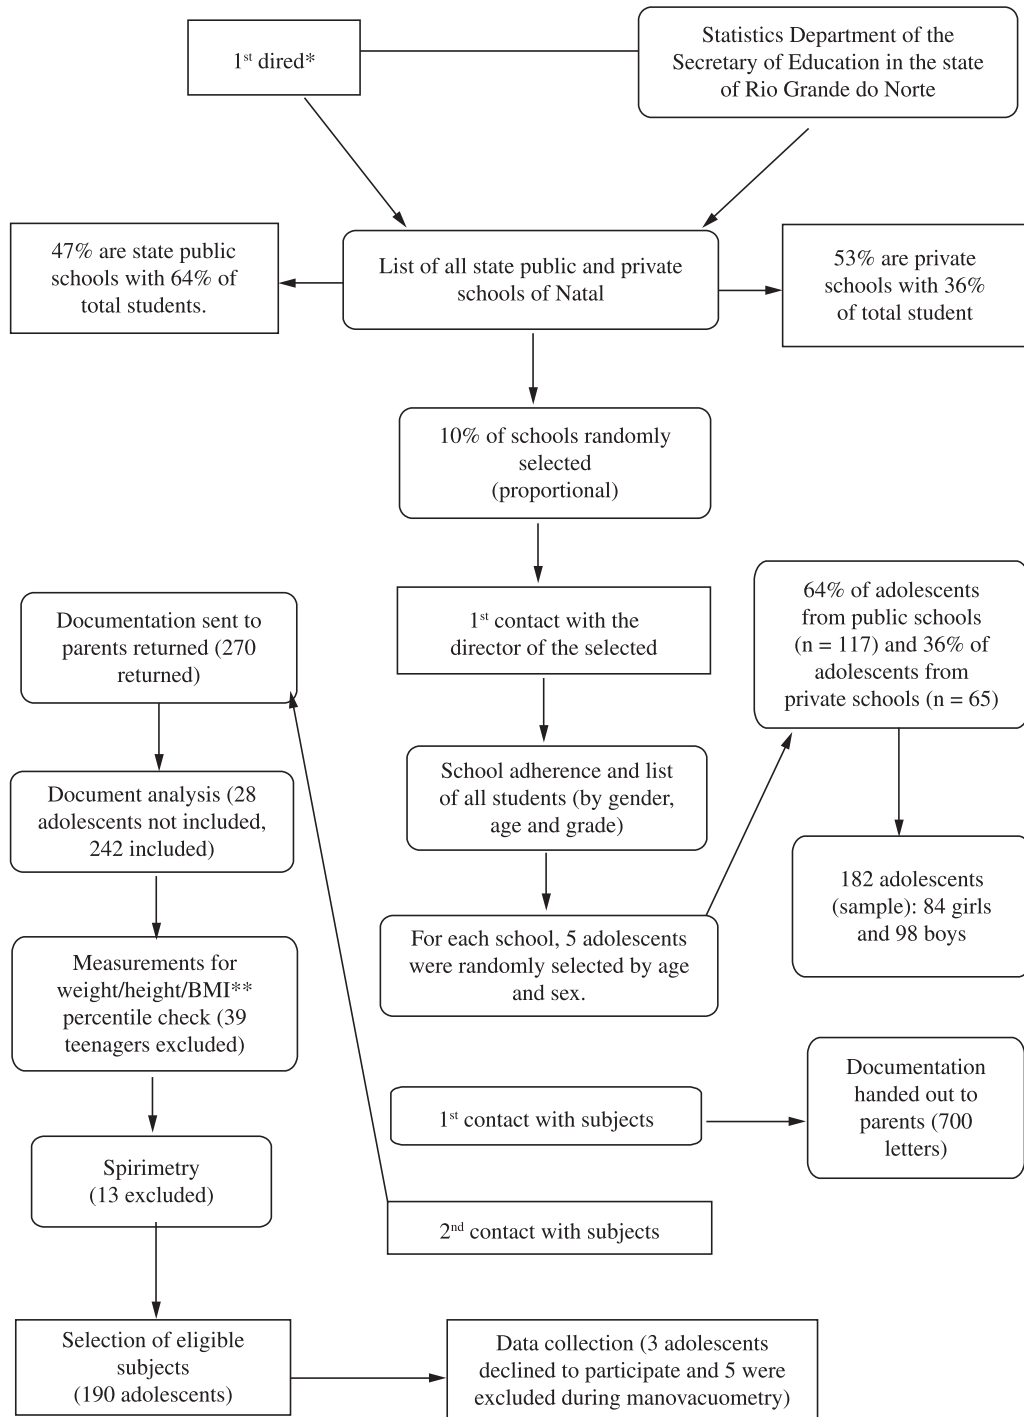 1st dired*
Statistics Department of the
Secretary of Education in the state
of Rio Grande do Norte
47% are state public
schools with 64% of
total students.
List of all state public and private
schools of Natal
53% are private
schools with 36%
of total student
10% of schools randomly
selected
(proportional)
1st contact with the
director of the selected
School adherence and list
of all students (by gender,
age and grade)
For each school, 5 adolescents
were randomly selected by age
and sex.
64% of adolescents
from public schools
(n = 117) and 36% of
adolescents from
private schools (n = 65)
182 adolescents
(sample): 84 girls
and 98 boys
1st contact with subjects
Documentation
handed out to
parents (700
letters)
2nd contact with subjects
Documentation sent to
parents returned (270
returned)
Document analysis (28
adolescents not included,
242 included)
Measurements for
weight/height/BMI**
percentile check (39
teenagers excluded)
Spirimetry
(13 excluded)
Selection of eligible
subjects
(190 adolescents)
Data collection (3 adolescents
declined to participate and 5 were
excluded during manovacuometry)